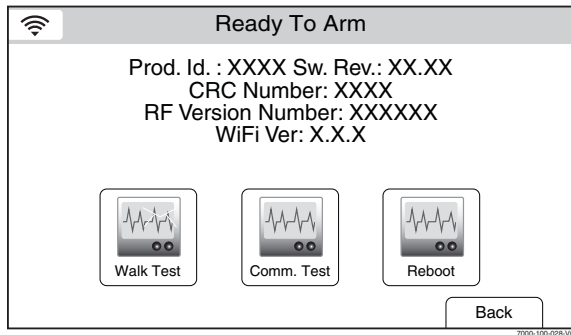 Ready To Arm
Prod. Id. : XXXX Sw. Rev.: XX.XX
CRC Number: XXXX
RF Version Number: XXXXXX
WiFi Ver: X.X.X
Walk Test
Comm. Test
Reboot
Back